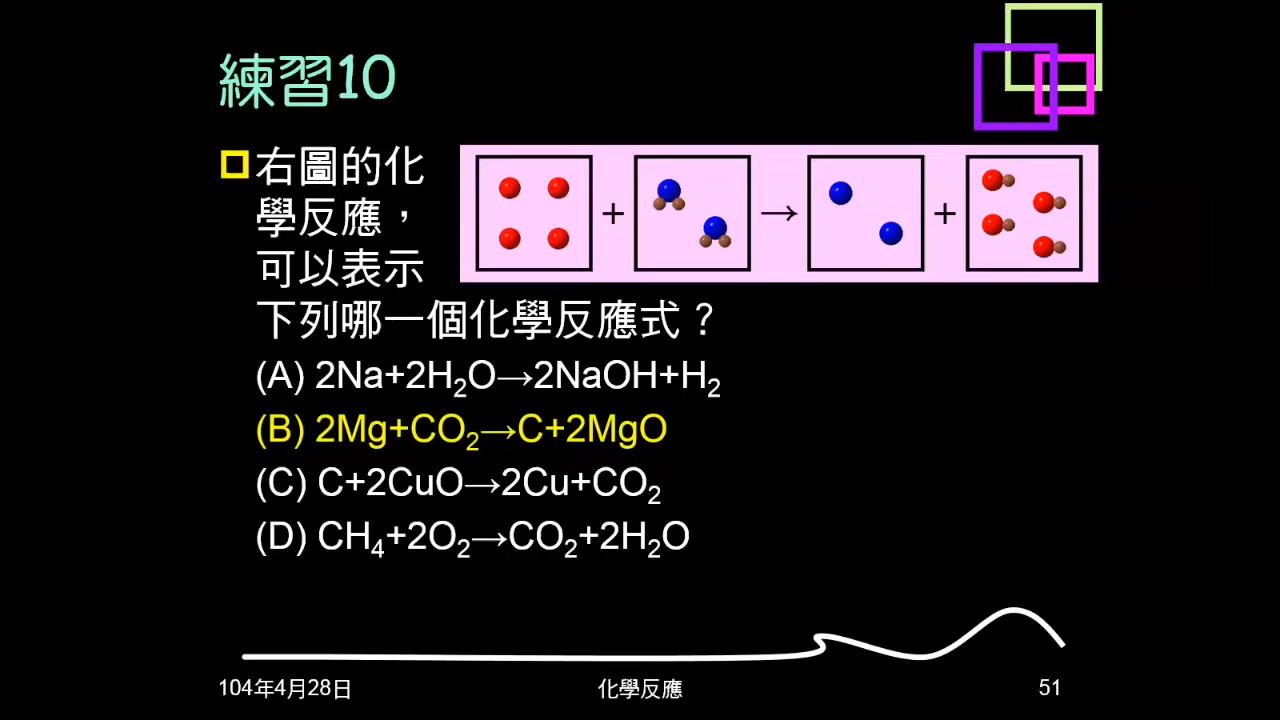 練習10
右圖的化
學反應，
可以表示
下列哪一個化學反應式？
+ → +
(A) 2Na+2H₂O→2NaOH+H₂
(B) 2Mg+CO₂→C+2MgO
(C) C+2CuO→2Cu+CO₂
(D) CH₄+2O₂→CO₂+2H₂O
104年4月28日
化學反應
51